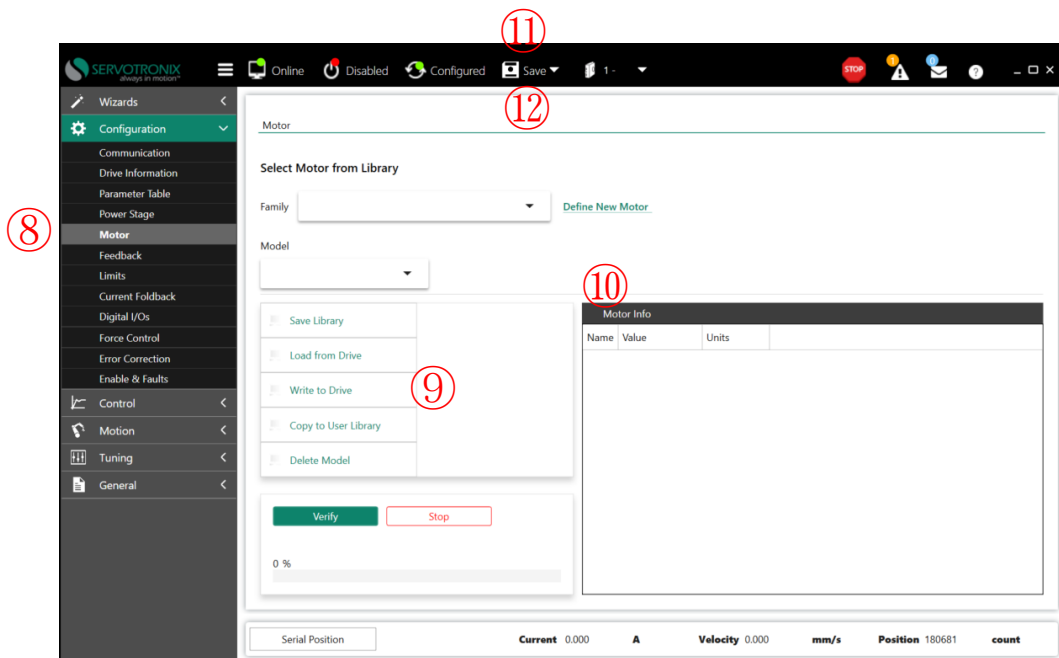 ⑪
SERVOTRONIX
always in motion™
Online
Disabled
Configured
Save
1 -
STOP
1
0
?
⑫
Wizards
Configuration
Communication
Drive Information
Parameter Table
Power Stage
⑧
Motor
Feedback
Limits
Current Foldback
Digital I/Os
Force Control
Error Correction
Enable & Faults
Control
Motion
Tuning
General
Motor
Select Motor from Library
Family
Define New Motor
Model
⑩
Save Library
Load from Drive
Write to Drive
⑨
Copy to User Library
Delete Model
Motor Info
Name Value Units
Verify Stop
0 %
Serial Position Current 0.000 A Velocity 0.000 mm/s Position 180681 count